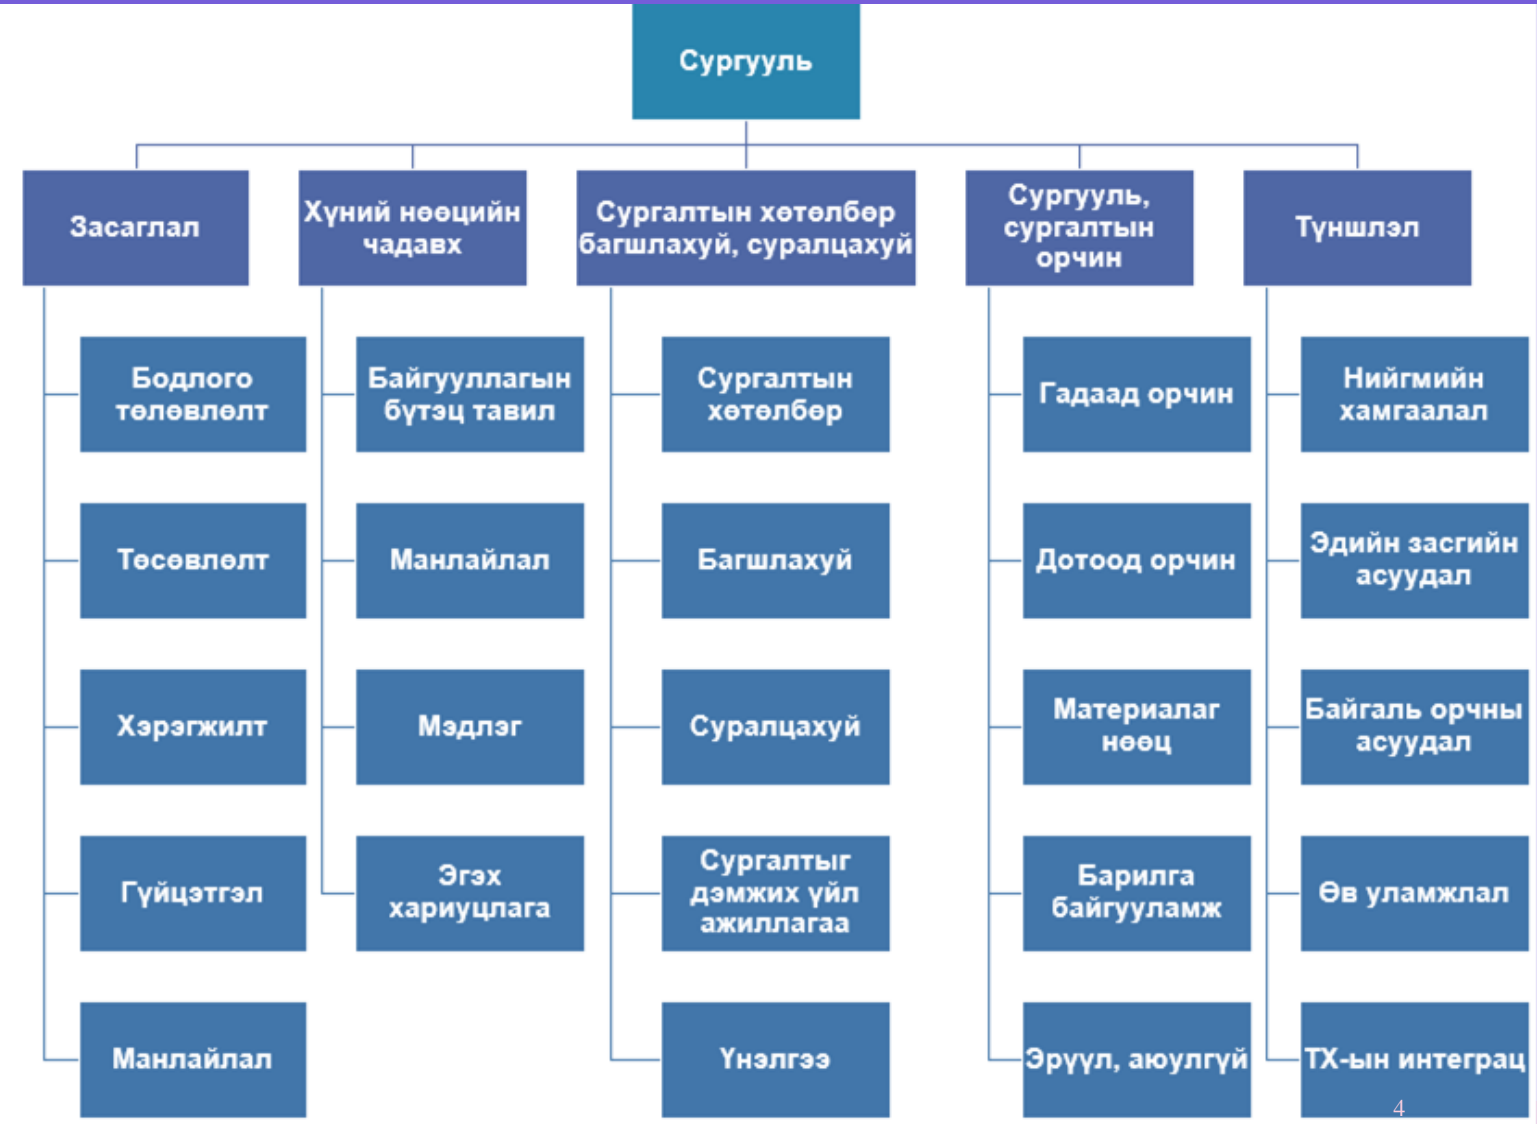 Сургууль
Засаглал
Хүний нөөцийн
чадавх
Сургалтын хөтөлбөр
багшлахуй, суралцахуй
Сургууль,
сургалтын
орчин
Түншлэл
Бодлого
төлөвлөлт
Төсөвлөлт
Хэрэгжилт
Гүйцэтгэл
Манлайлал
Байгууллагын
бүтэц тавил
Манлайлал
Мэдлэг
Эгэх
хариуцлага
Сургалтын
хөтөлбөр
Багшлахуй
Суралцахуй
Сургалтыг
дэмжих үйл
ажиллагаа
Үнэлгээ
Гадаад орчин
Дотоод орчин
Материалаг
нөөц
Барилга
байгууламж
Эрүүл, аюулгүй
Нийгмийн
хамгаалал
Эдийн засгийн
асуудал
Байгаль орчны
асуудал
Өв уламжлал
ТХ-ын интеграц
4